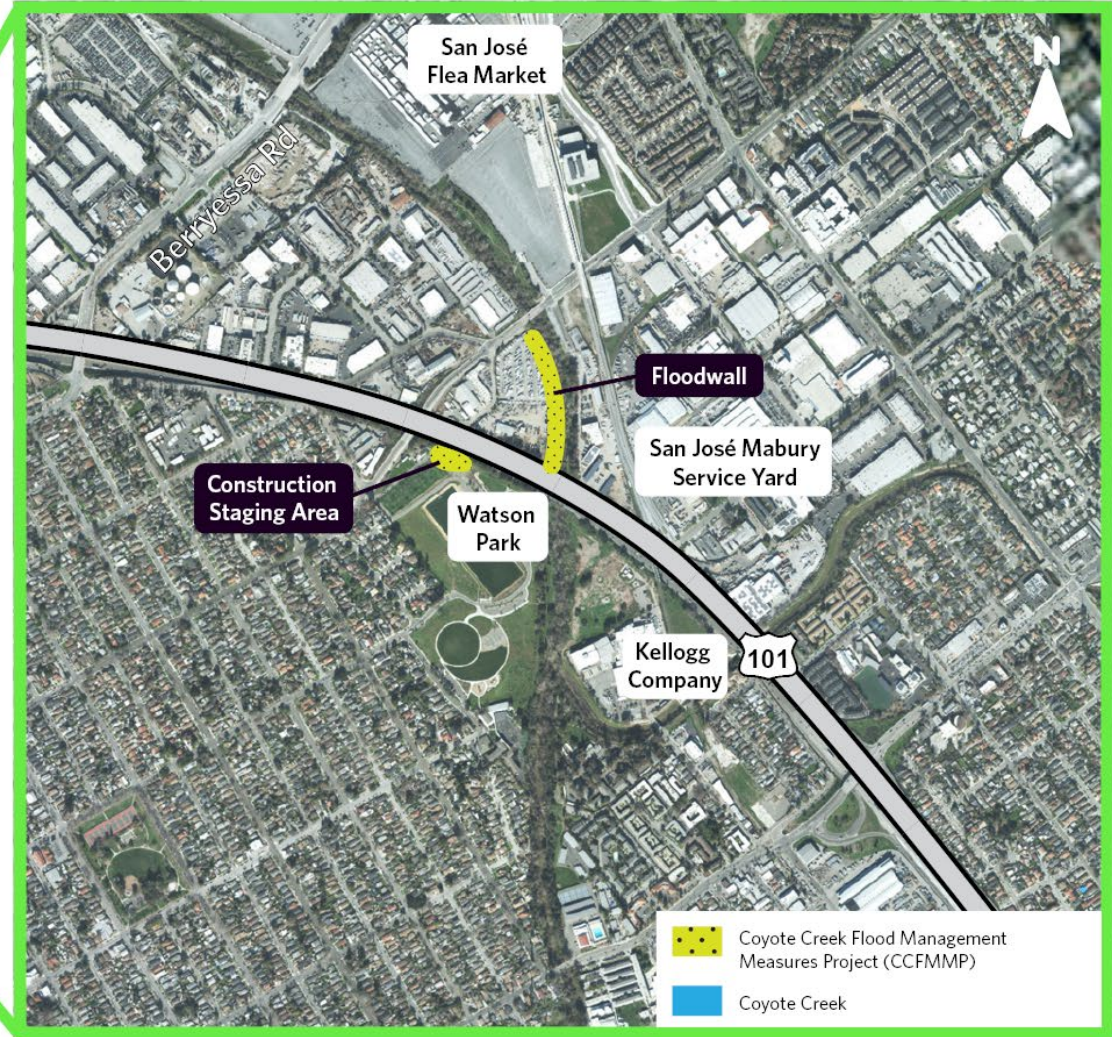 San José
Flea Market
N
Berryessa Rd
Floodwall
San José Mabury
Service Yard
Construction
Staging Area
Watson
Park
Kellogg
Company
101
Coyote Creek Flood Management
Measures Project (CCFMMP)
Coyote Creek